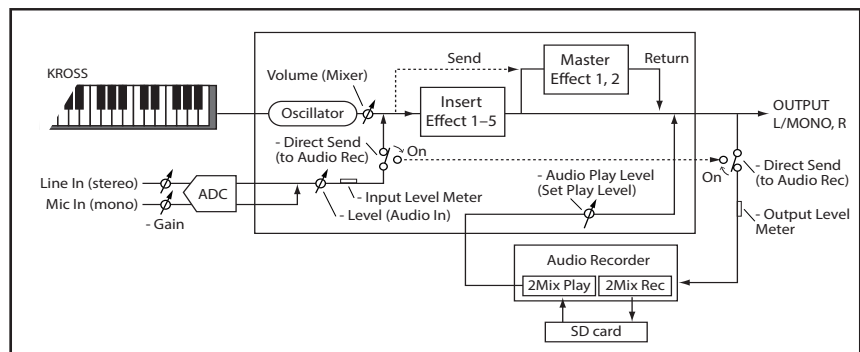 KROSS
Volume (Mixer)
Oscillator
Send
Insert
Effect 1–5
Master
Effect 1, 2
Return
OUTPUT
L/MONO, R
- Direct Send
(to Audio Rec)
On
On
- Direct Send
(to Audio Rec)
Line In (stereo)
Mic In (mono)
- Gain
ADC
- Input Level Meter
- Level (Audio In)
- Audio Play Level
(Set Play Level)
- Output Level
Meter
Audio Recorder
2Mix Play
2Mix Rec
SD card